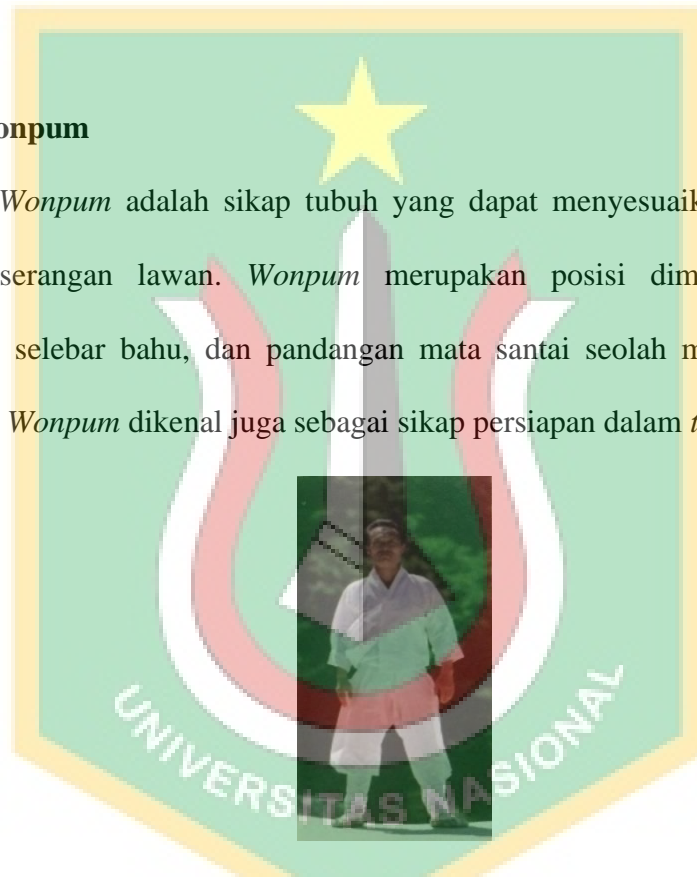 onpum
Wonpum adalah sikap tubuh yang dapat menyesuaik
serangan lawan. Wonpum merupakan posisi dim
selebar bahu, dan pandangan mata santai seolah m
Wonpum dikenal juga sebagai sikap persiapan dalam t
UNIVERSITAS NASIONAL